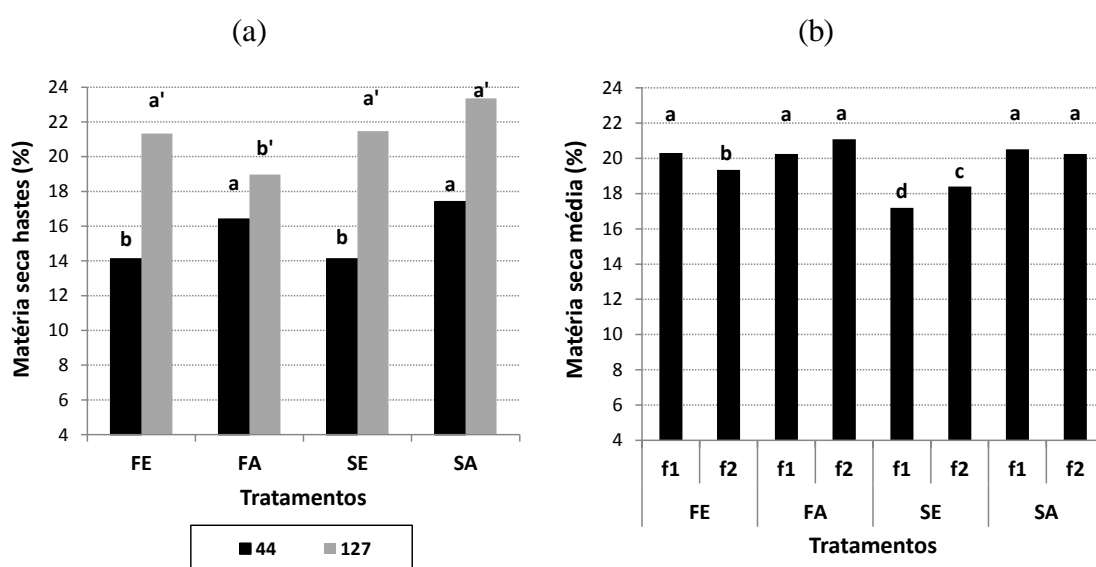 (a)
Matéria seca hastes (%)
24
22
20
18
16
14
12
10
8
6
4
b
a'
a
b'
b
a'
a
a'
FE FA SE SA
Tratamentos
44 127
(b)
Matéria seca média (%)
24
22
20
18
16
14
12
10
8
6
4
a
b
a
a
d
c
a
a
f1 f2 f1 f2 f1 f2 f1 f2
FE FA SE SA
Tratamentos